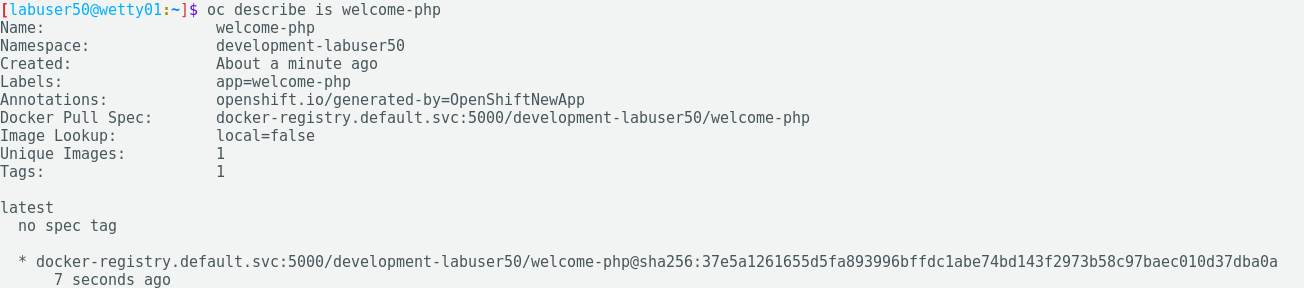 [labuser50@wetty01:~]$ oc describe is welcome-php
Name: welcome-php
Namespace: development-labuser50
Created: About a minute ago
Labels: app=welcome-php
Annotations: openshift.io/generated-by=OpenShiftNewApp
Docker Pull Spec: docker-registry.default.svc:5000/development-labuser50/welcome-php
Image Lookup: local=false
Unique Images: 1
Tags: 1
latest
no spec tag
* docker-registry.default.svc:5000/development-labuser50/welcome-php@sha256:37e5a1261655d5fa893996bffdc1abe74bd143f2973b58c97baec010d37dba0a
7 seconds ago